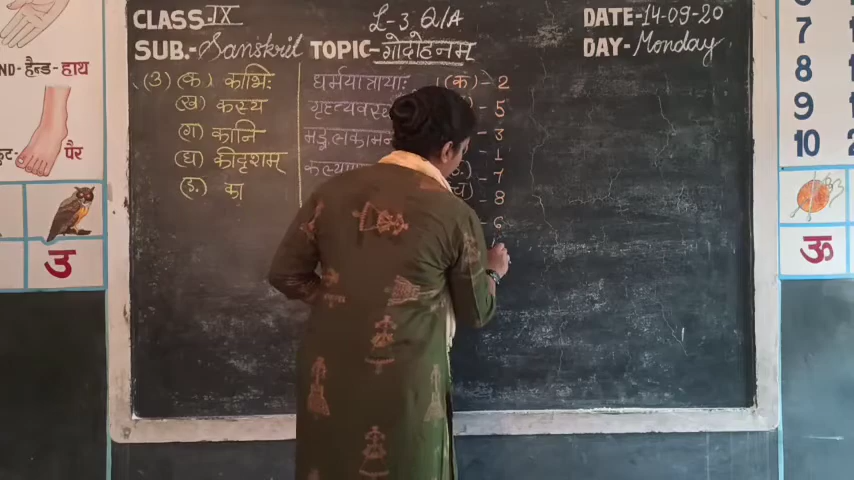 CLASS- IX
L-3 Q/A
DATE-14-09-20
SUB.- Sanskrit
TOPIC- गोदोहनम्
DAY- Monday
(3) (क) काभिः
(ख) कस्य
(ग) कानि
(घ) कीदृशम्
(ङ) का
धर्मयात्रायाः
(क) - 2
- 5
- 3
- 1
- 7
- 8
- 6
हैन्ड - हाथ
पैर
उ
7
8
9
10
ऊ